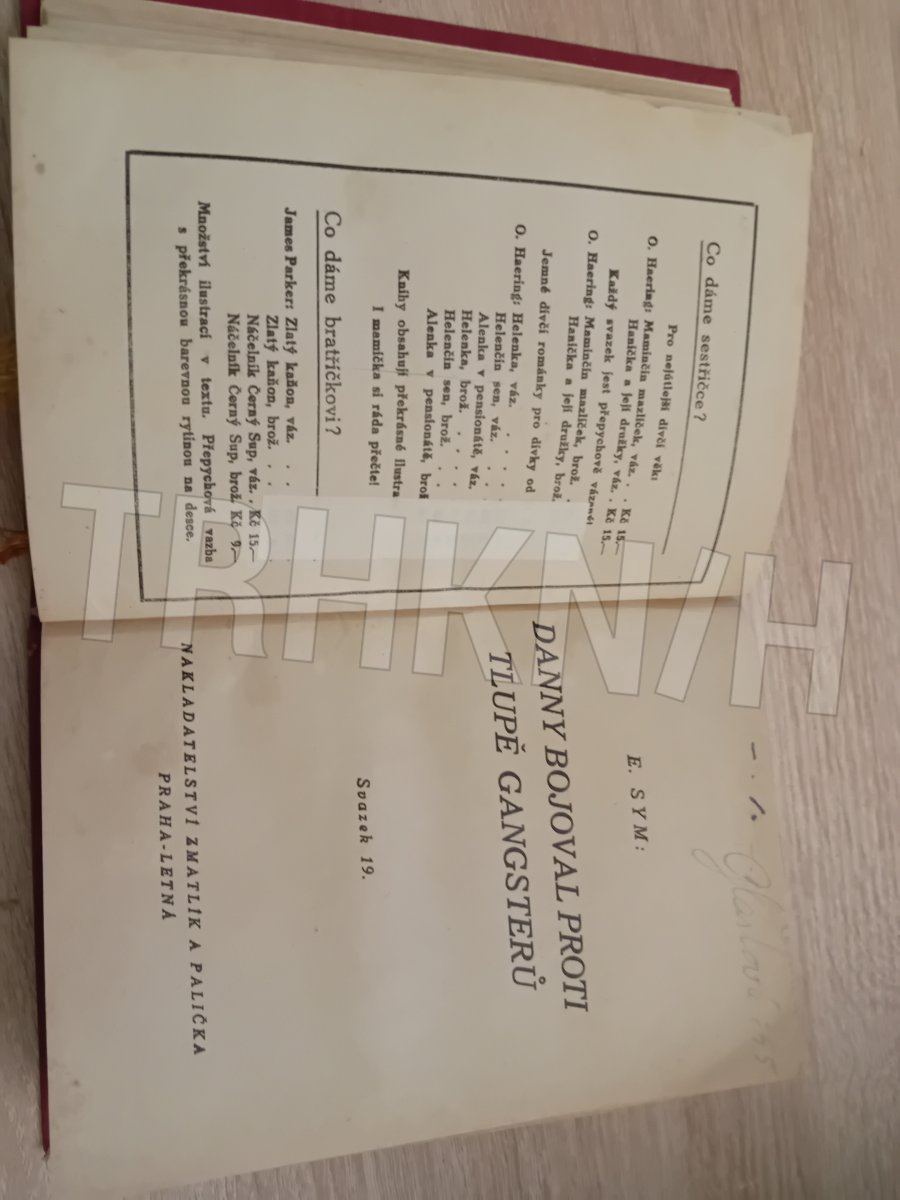 Co dáme sestřičce?
Pro nejútlejší dívčí věk:
O. Haering: Maminčin mazlíček, váz. . . Kč 15,—
Hanička a její družky, váz. . Kč 15,—
Každý svazek jest přepychově
O. Haering: Maminčin mazlíček, brož.
Hanička a její družky, brož.
Jemné dívčí románky pro dívky od
O. Haering: Helenka, váz. . . . .
Helenčin sen, váz. . . .
Alenka v pensionátě, váz.
Helenka, brož. . . .
Helenčin sen, brož. . .
Alenka v pensionátě, brož
Knihy obsahují překrásné ilustra
I mamička si ráda přečte!
Co dáme bratříčkovi?
James Parker: Zlatý kaňon, váz. . .
Zlatý kaňon, brož. . .
Náčelník Černý Sup, váz. . Kč 15,—
Náčelník Černý Sup, brož. Kč 9,—
Množství ilustrací v textu. Přepychová vazba
s překrásnou barevnou rytinou na desce.
E. SYM:
DANNY BOJOVAL PROTI
TLUPĚ GANGSTERŮ
Svazek 19.
NAKLADATELSTVÍ ZMATLÍK A PALIČKA
PRAHA-LETNÁ
TRHKNIH